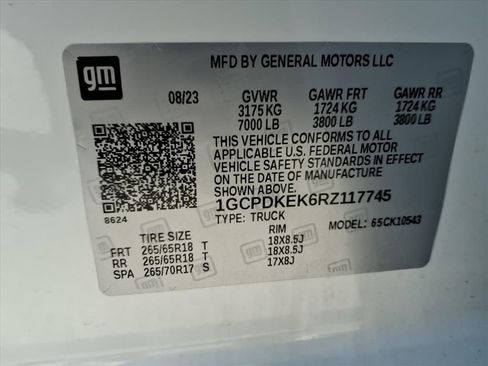 gm
MFD BY GENERAL MOTORS LLC
08/23 GVWR GAWR FRT GAWR RR
3175 KG 1724 KG 1724 KG
7000 LB 3800 LB 3800 LB
THIS VEHICLE CONFORMS TO ALL
APPLICABLE U.S. FEDERAL MOTOR
VEHICLE SAFETY STANDARDS IN EFFECT
ON THE DATE OF MANUFACTURE
SHOWN ABOVE.
1GCPDKEK6RZ117745
8624
TYPE: TRUCK MODEL: 65CK10543
TIRE SIZE RIM
FRT 265/65R18 T 18X8.5J
RR 265/65R18 T 18X8.5J
SPA 265/70R17 S 17X8J